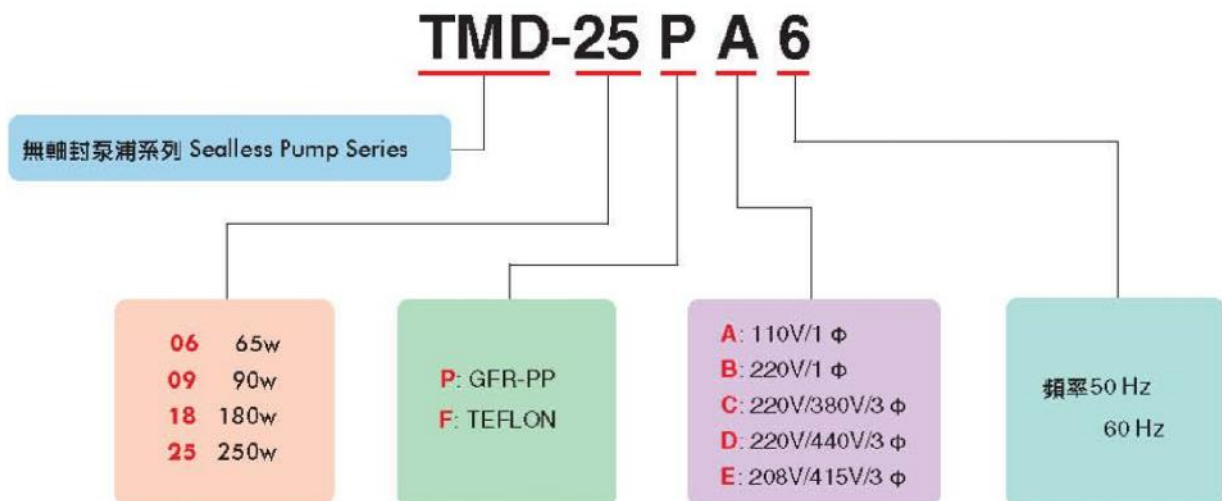 TMD-25 P A 6
無軸封泵浦系列 Sealless Pump Series
06 65w
09 90w
18 180w
25 250w
P: GFR-PP
F: TEFLON
A: 110V/1 Φ
B: 220V/1 Φ
C: 220V/380V/3 Φ
D: 220V/440V/3 Φ
E: 208V/415V/3 Φ
頻率50 Hz
60 Hz